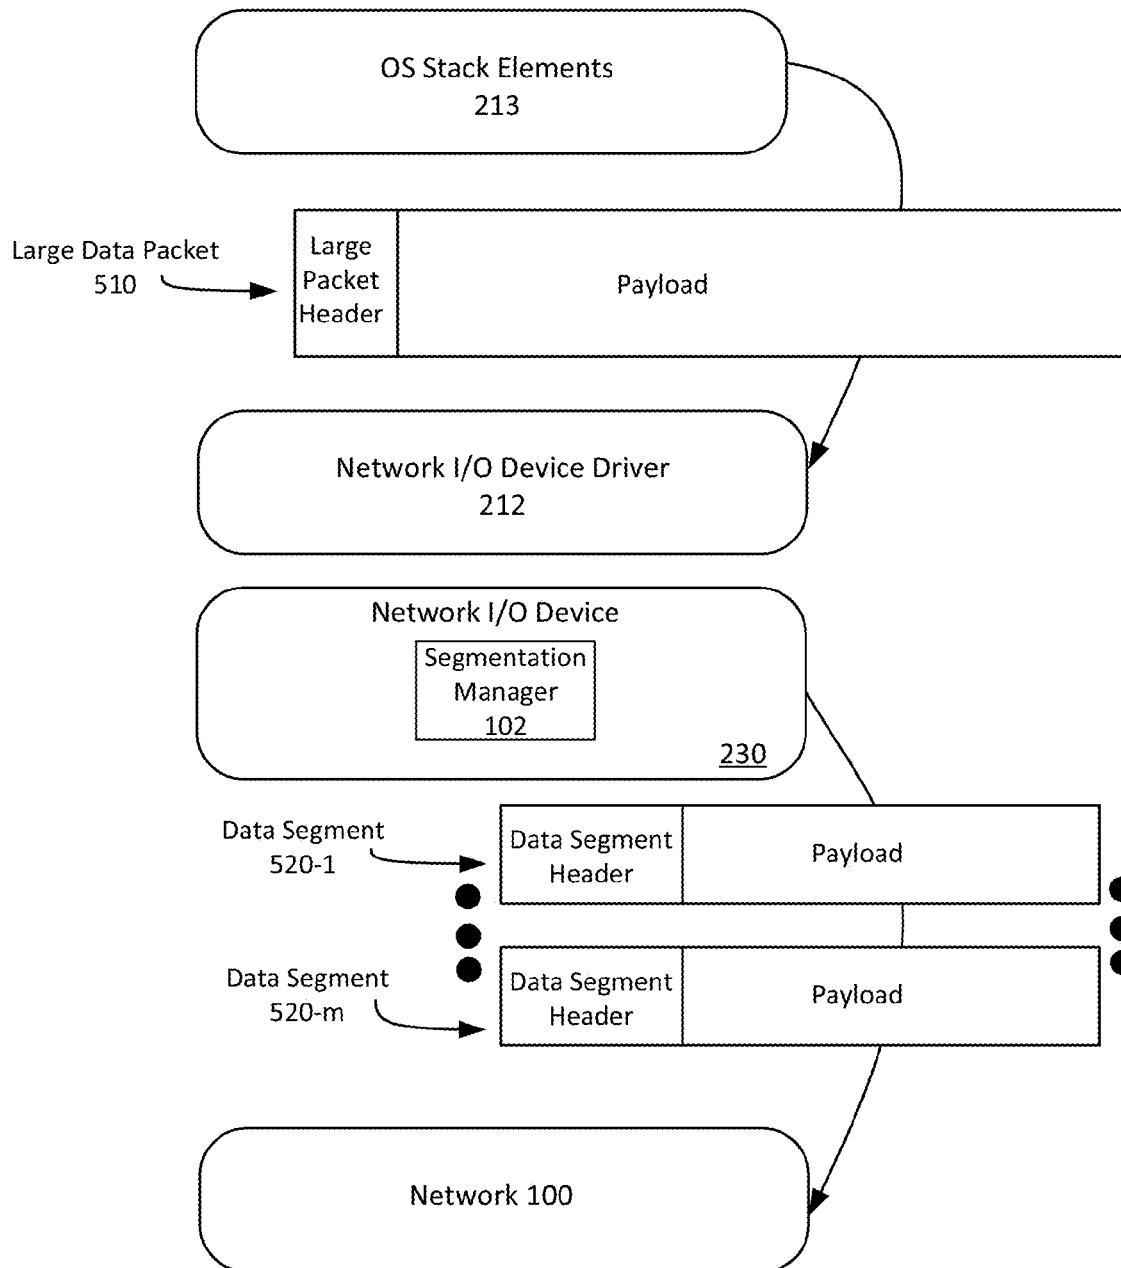 OS Stack Elements
213
Large Data Packet
510
Large
Packet
Header
Payload
Network I/O Device Driver
212
Network I/O Device
Segmentation
Manager
102
230
Data Segment
520-1
Data Segment
Header
Payload
Data Segment
520-m
Data Segment
Header
Payload
Network 100